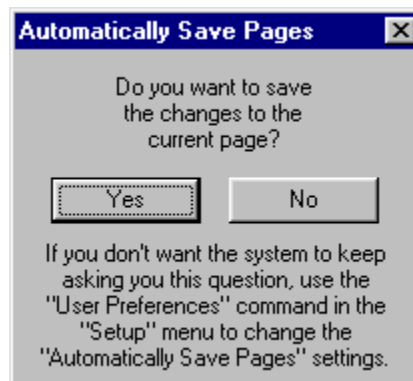 Automatically Save Pages
Do you want to save
the changes to the
current page?
Yes
No
If you don't want the system to keep
asking you this question, use the
"User Preferences" command in the
"Setup" menu to change the
"Automatically Save Pages" settings.